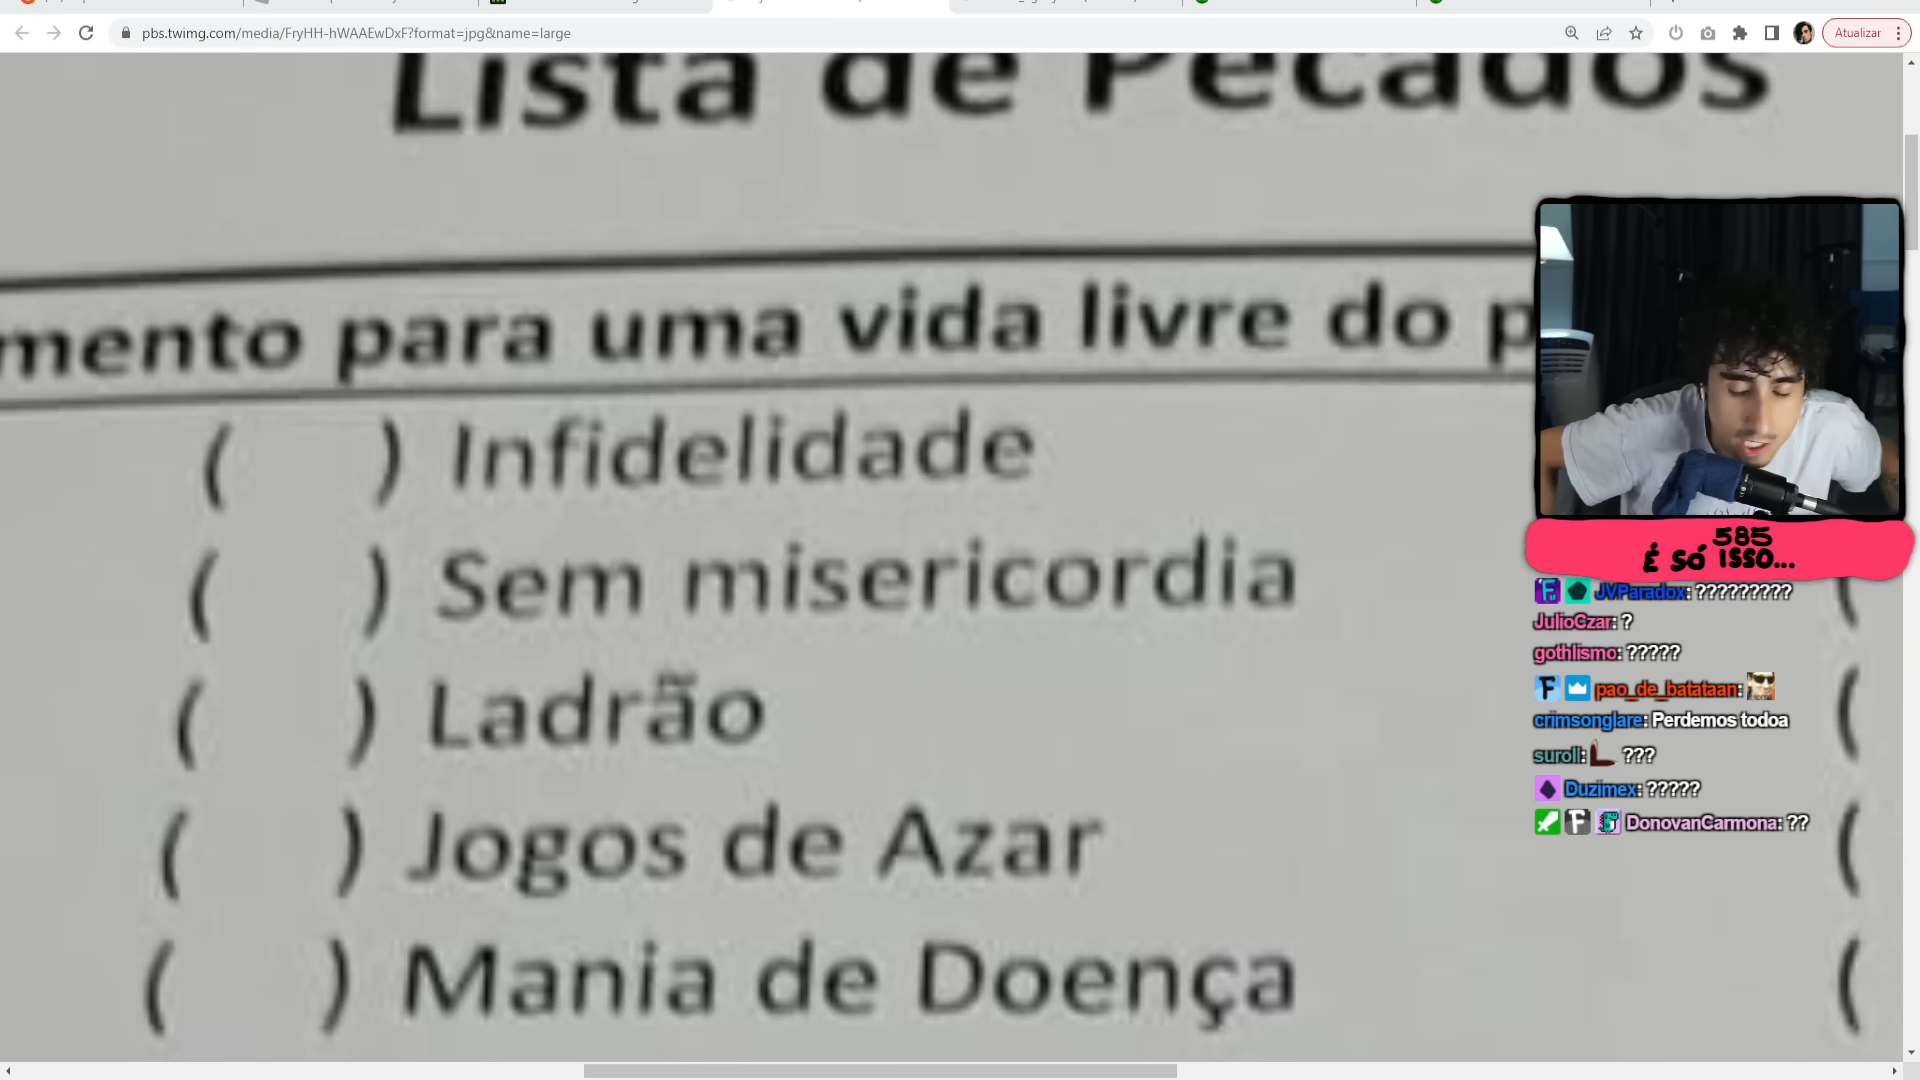 pbs.twimg.com/media/FryHH-hWAAEwDxF?format=jpg&name=large
Atualizar
Lista de Pecados
mento para uma vida livre do p
( ) Infidelidade
( ) Sem misericordia
( ) Ladrão
( ) Jogos de Azar
( ) Mania de Doença
585
É SÓ ISSO...
JVParadox: ?????????
JulioCzar: ?
gothlismo: ?????
pao_de_batataan:
crimsonglare: Perdemos todoa
suroli: ???
Duzimex: ?????
DonovanCarmona: ??